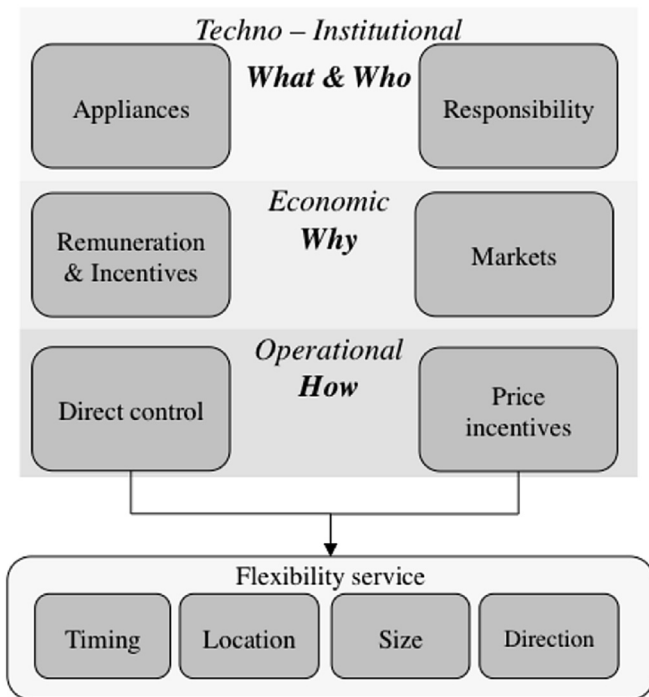 Techno – Institutional
What & Who
Appliances
Responsibility
Economic
Why
Remuneration
& Incentives
Markets
Operational
How
Direct control
Price
incentives
Flexibility service
Timing
Location
Size
Direction